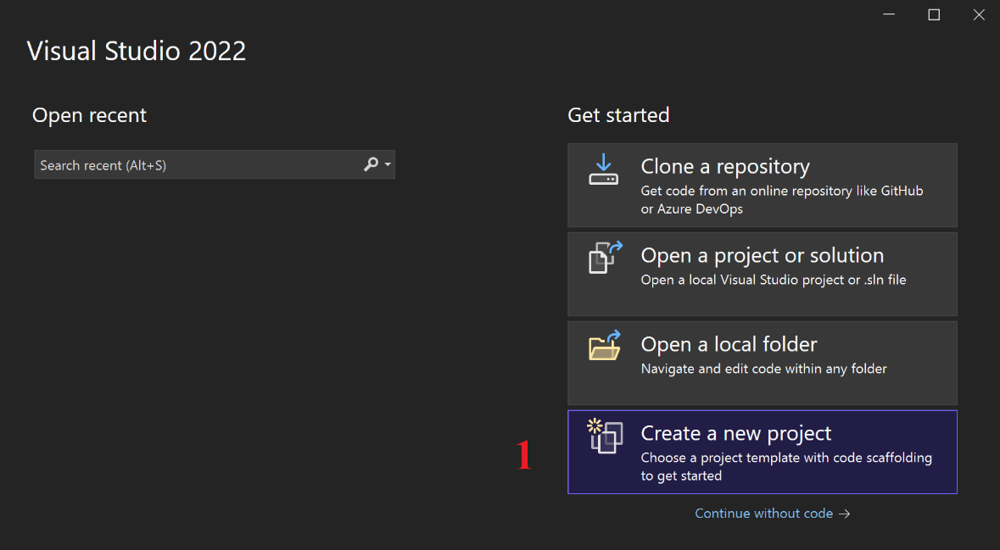 Visual Studio 2022
Open recent
Search recent (Alt+S)
Get started
Clone a repository
Get code from an online repository like GitHub
or Azure DevOps
Open a project or solution
Open a local Visual Studio project or .sln file
Open a local folder
Navigate and edit code within any folder
1
Create a new project
Choose a project template with code scaffolding
to get started
Continue without code →